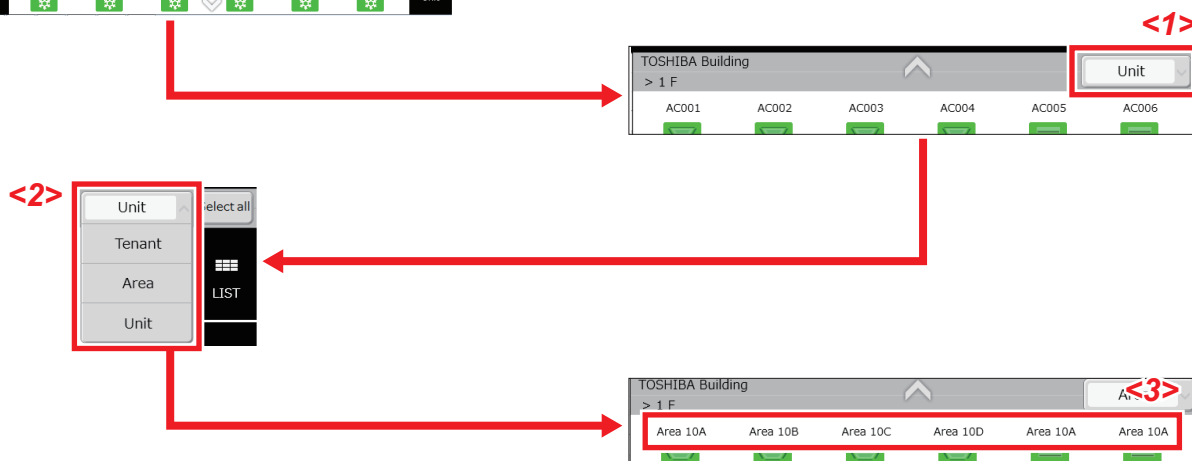 <1>
TOSHIBA Building
> 1 F
Unit
AC001 AC002 AC003 AC004 AC005 AC006
<2>
Unit
Select all
Tenant
Area
Unit
LIST
TOSHIBA Building
> 1 F
<3>
Area 10A Area 10B Area 10C Area 10D Area 10A Area 10A